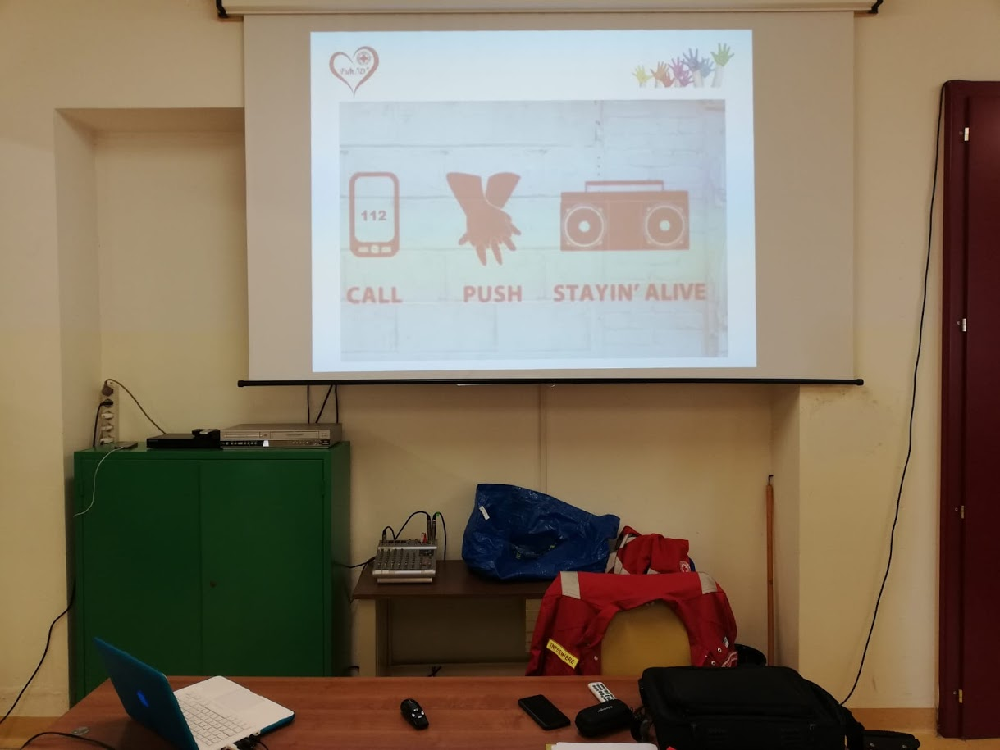 112
CALL PUSH STAYIN' ALIVE
INFERMIERE